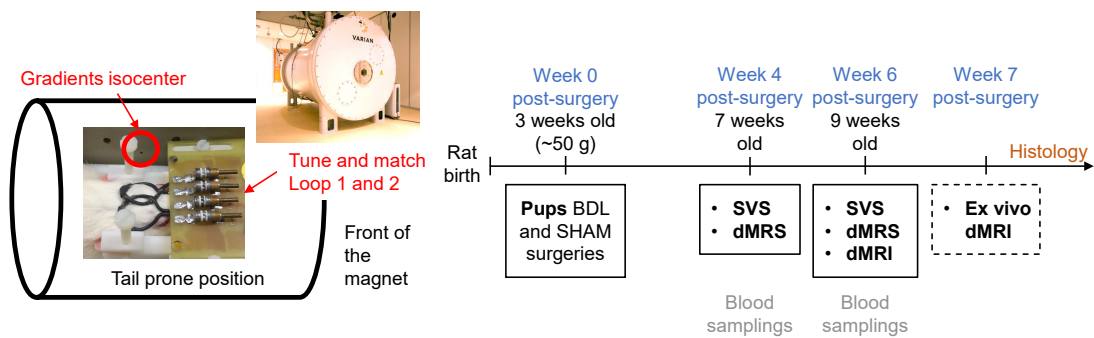 Gradients isocenter
VARIAN
Tune and match
Loop 1 and 2
Tail prone position
Front of
the
magnet
Week 0
post-surgery
3 weeks old
(~50 g)
Week 4
post-surgery
7 weeks
old
Week 6
post-surgery
9 weeks
old
Week 7
post-surgery
Rat
birth
Histology
Pups BDL
and SHAM
surgeries
• SVS
• dMRS
• SVS
• dMRS
• dMRI
• Ex vivo
dMRI
Blood
samplings
Blood
samplings